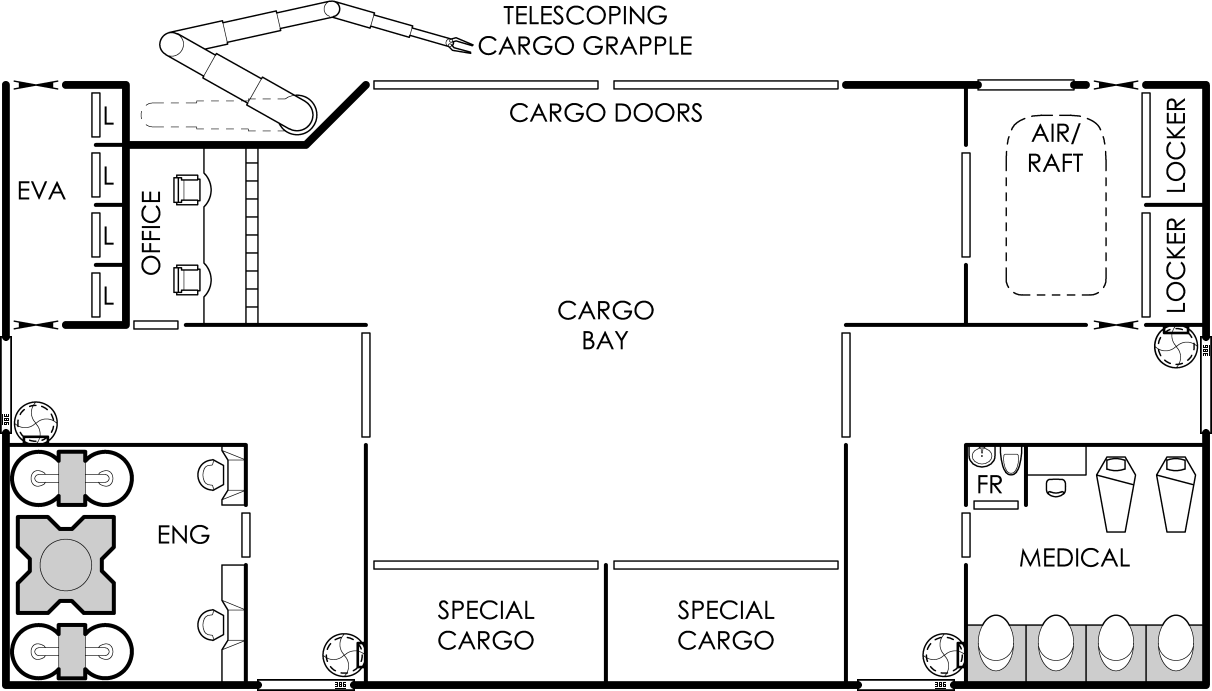 TELESCOPING
CARGO GRAPPLE
CARGO DOORS
L
L
L
L
EVA
OFFICE
AIR/
RAFT
LOCKER
LOCKER
CARGO
BAY
ENG
FR
MEDICAL
SPECIAL
CARGO
SPECIAL
CARGO